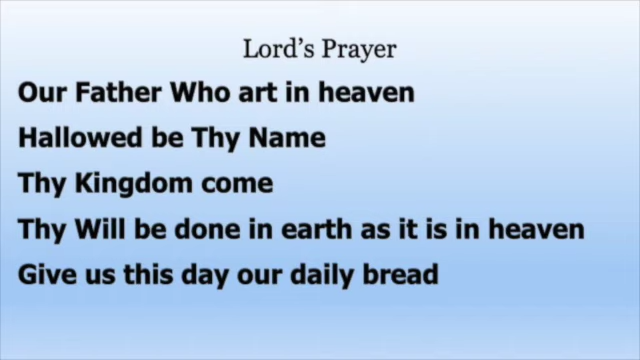 Lord's Prayer
Our Father Who art in heaven
Hallowed be Thy Name
Thy Kingdom come
Thy Will be done in earth as it is in heaven
Give us this day our daily bread